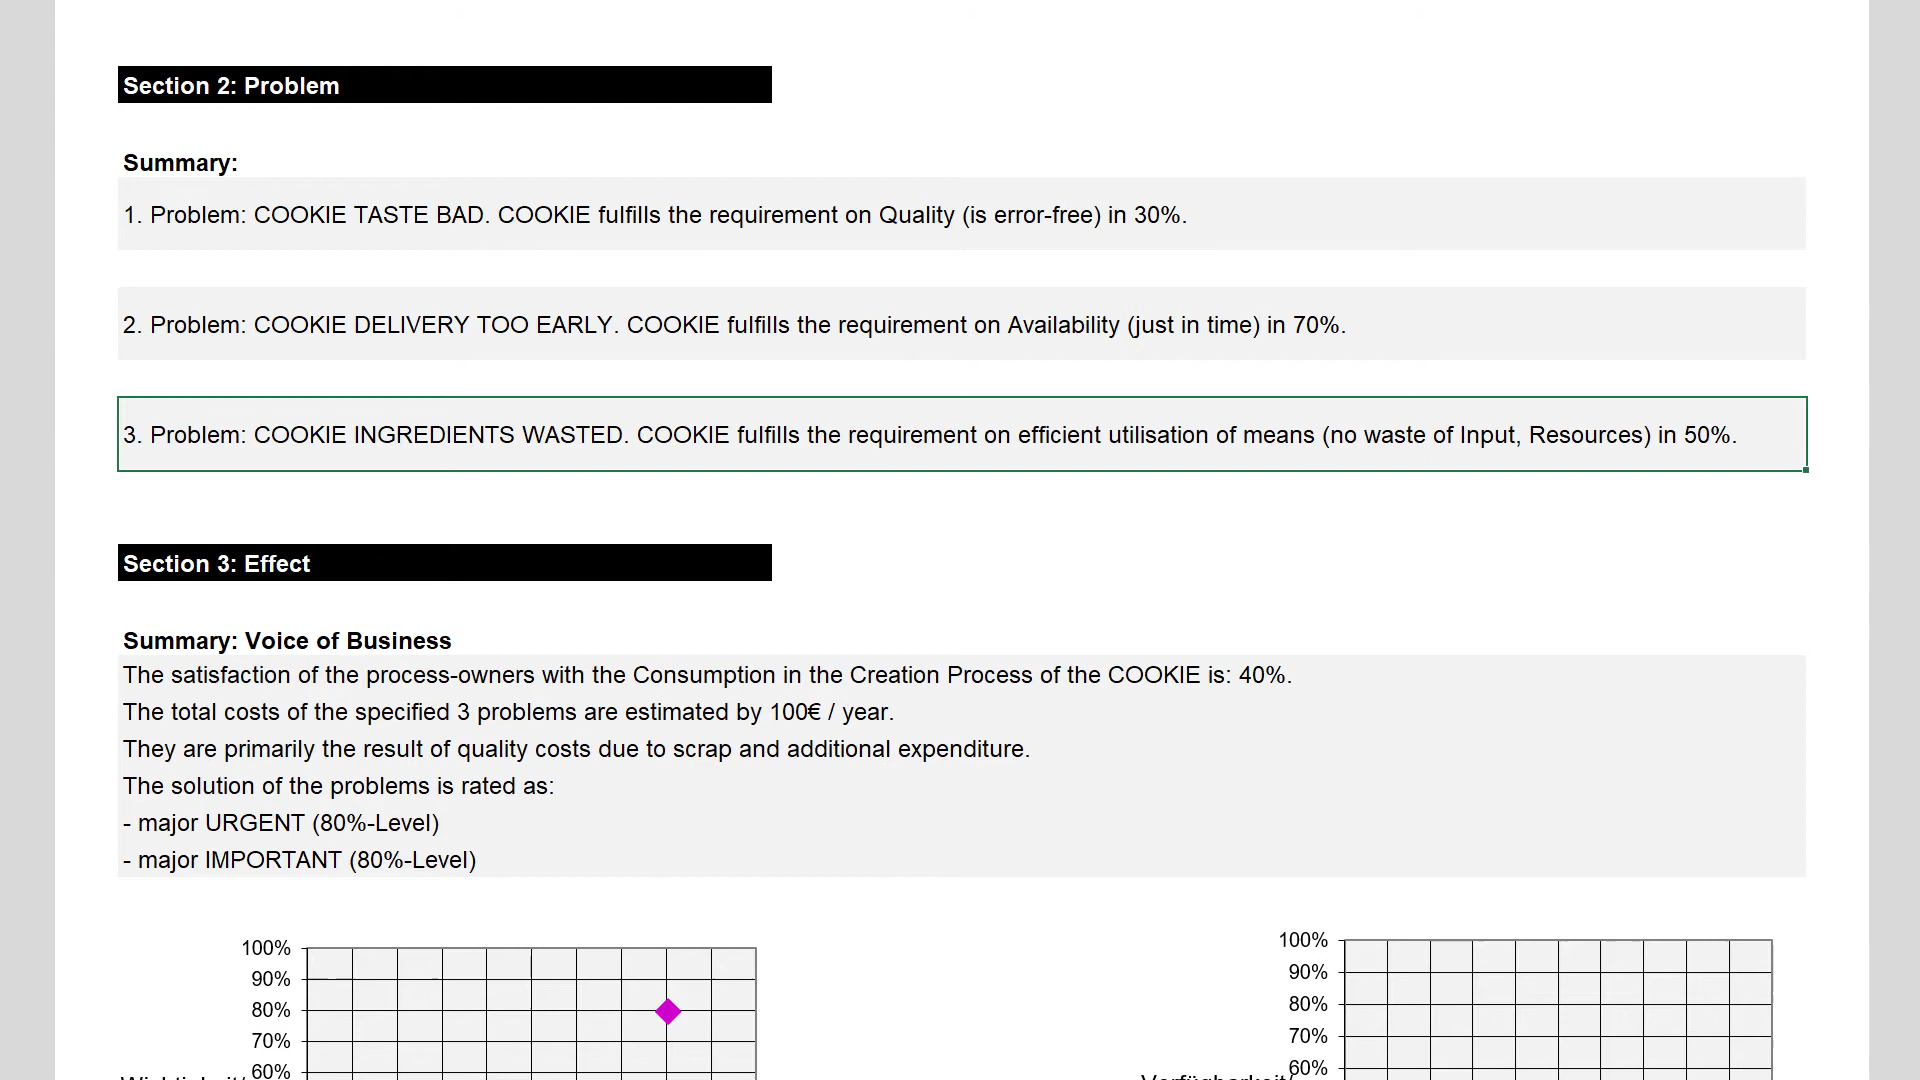 Section 2: Problem
Summary:
1. Problem: COOKIE TASTE BAD. COOKIE fulfills the requirement on Quality (is error-free) in 30%.
2. Problem: COOKIE DELIVERY TOO EARLY. COOKIE fulfills the requirement on Availability (just in time) in 70%.
3. Problem: COOKIE INGREDIENTS WASTED. COOKIE fulfills the requirement on efficient utilisation of means (no waste of Input, Resources) in 50%.
Section 3: Effect
Summary: Voice of Business
The satisfaction of the process-owners with the Consumption in the Creation Process of the COOKIE is: 40%.
The total costs of the specified 3 problems are estimated by 100€ / year.
They are primarily the result of quality costs due to scrap and additional expenditure.
The solution of the problems is rated as:
- major URGENT (80%-Level)
- major IMPORTANT (80%-Level)
100%
90%
80%
70%
60%
100%
90%
80%
70%
60%